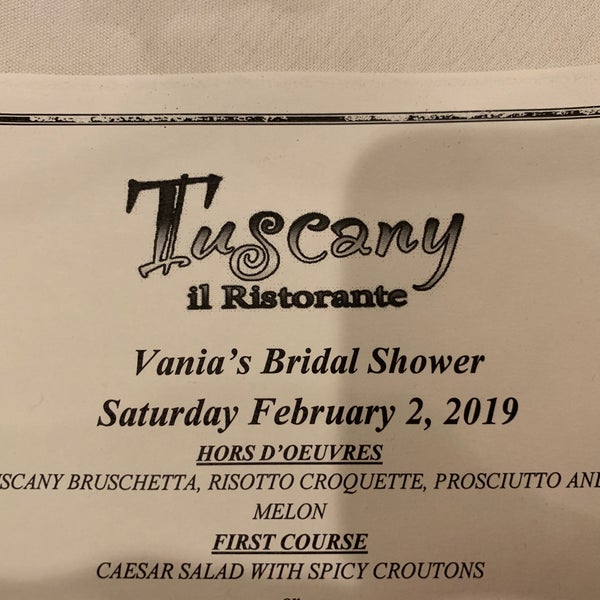 Tuscany
il Ristorante
Vania's Bridal Shower
Saturday February 2, 2019
HORS D'OEUVRES
SCANY BRUSCHETTA, RISOTTO CROQUETTE, PROSCIUTTO AND
MELON
FIRST COURSE
CAESAR SALAD WITH SPICY CROUTONS